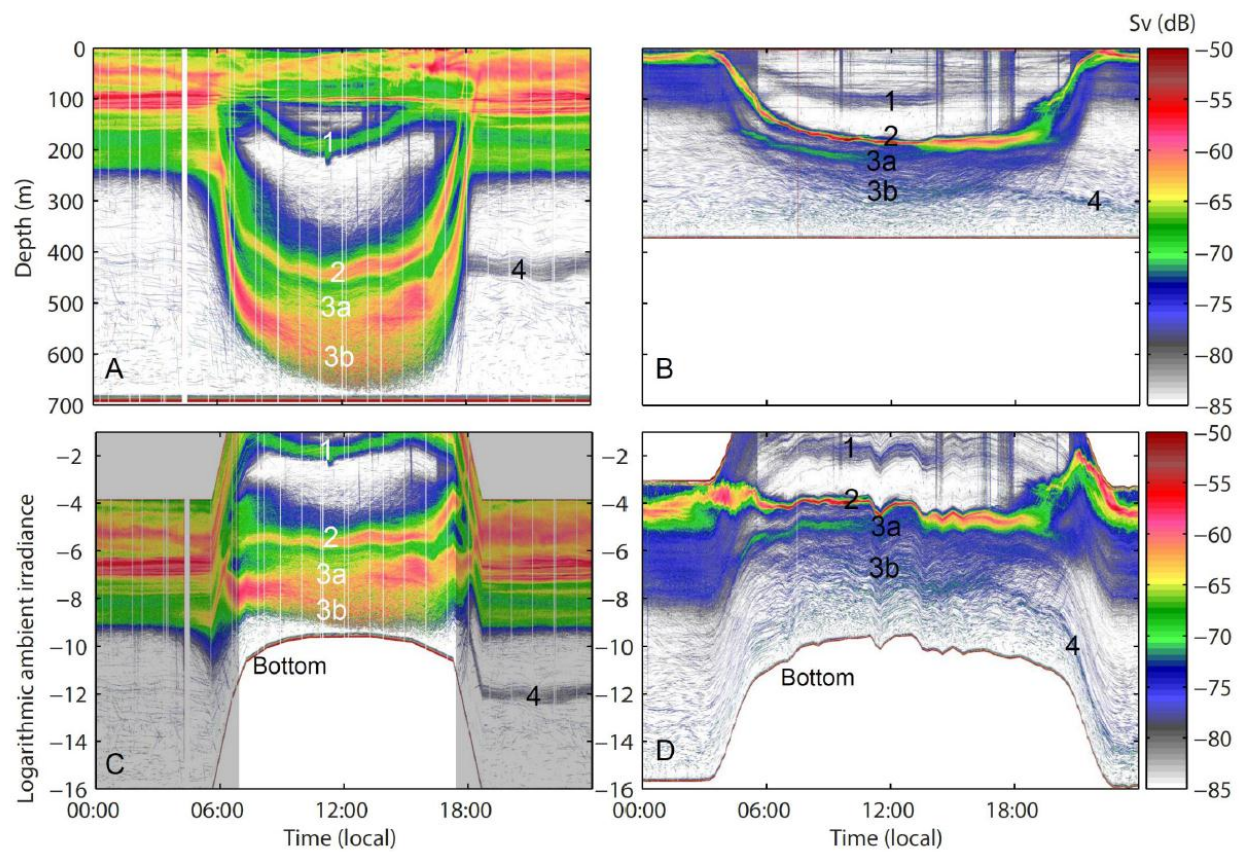 Sv (dB)
0
100
200
300
400
500
600
700
Depth (m)
1
2
3a
3b
4
A
1
2
3a
3b
4
B
−50
−55
−60
−65
−70
−75
−80
−85
−2
−4
−6
−8
−10
−12
−14
−16
Logarithmic ambient irradiance
1
2
3a
3b
Bottom
4
C
00:00 06:00 12:00 18:00
Time (local)
−2
−4
−6
−8
−10
−12
−14
−16
1
2
3a
3b
4
Bottom
D
00:00 06:00 12:00 18:00
Time (local)
−50
−55
−60
−65
−70
−75
−80
−85